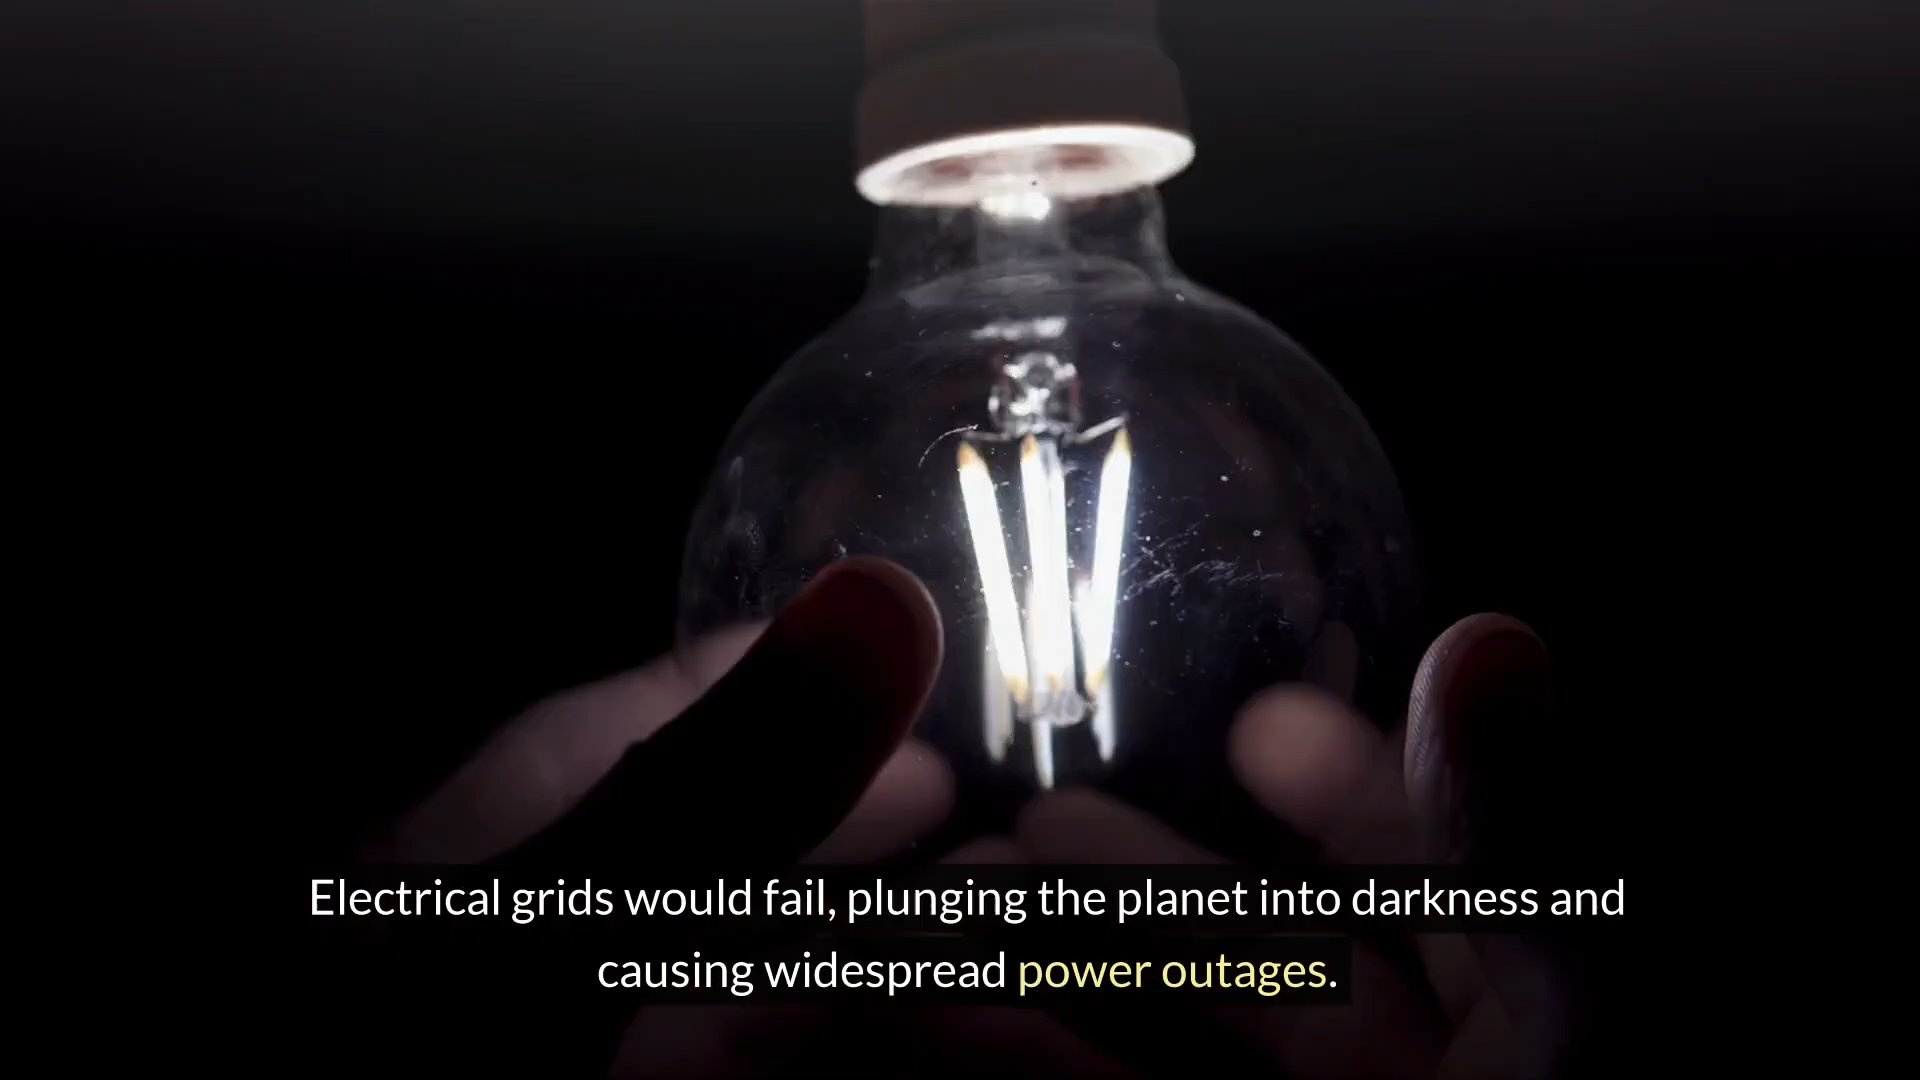 Electrical grids would fail, plunging the planet into darkness and
causing widespread power outages.